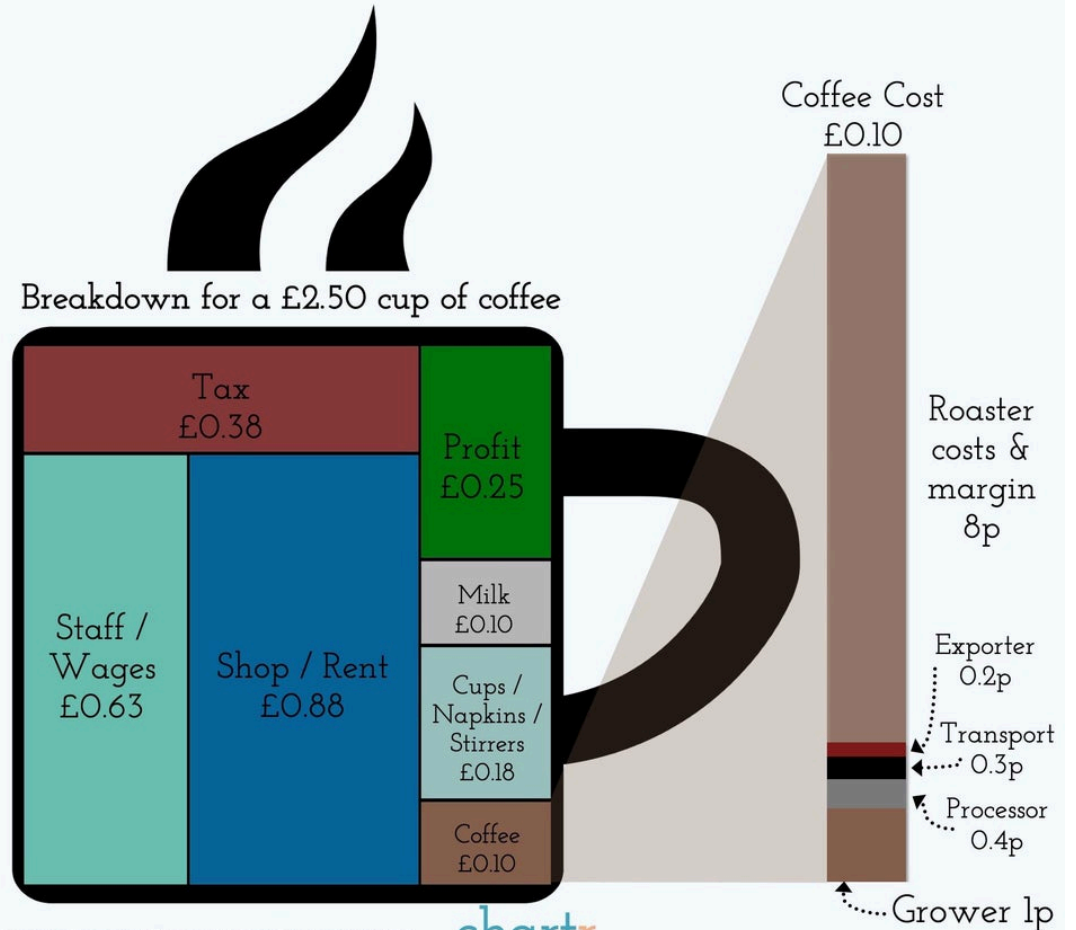 Coffee Cost
£0.10
Breakdown for a £2.50 cup of coffee
Tax
£0.38
Profit
£0.25
Staff /
Wages
£0.63
Shop / Rent
£0.88
Milk
£0.10
Cups /
Napkins /
Stirrers
£0.18
Coffee
£0.10
Roaster
costs &
margin
8p
Exporter
0.2p
Transport
0.3p
Processor
0.4p
Grower 1p
chartr